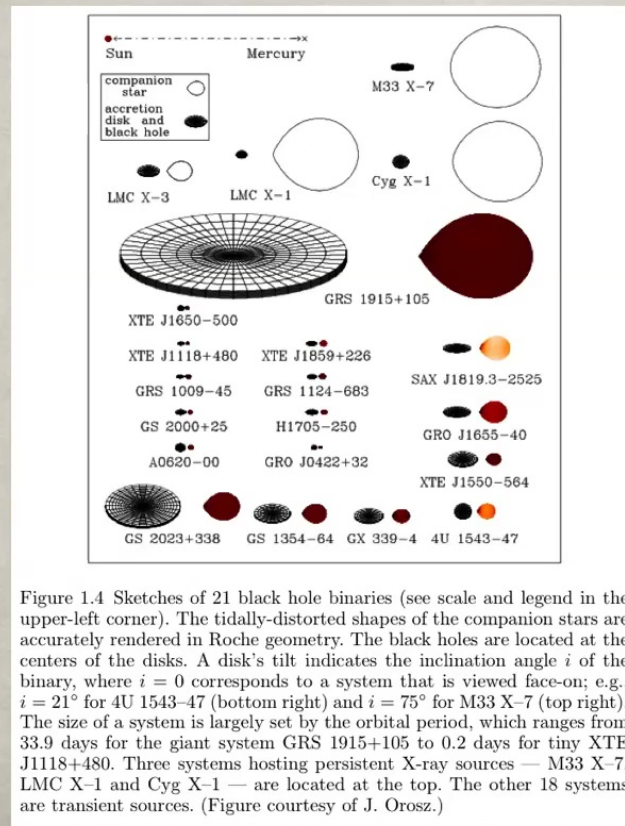 Sun Mercury
companion
star
accretion
disk and
black hole
M33 X-7
LMC X-3
LMC X-1
Cyg X-1
GRS 1915+105
XTE J1650-500
XTE J1118+480
XTE J1859+226
GRS 1009-45
GRS 1124-683
SAX J1819.3-2525
GS 2000+25
H1705-250
GRO J1655-40
A0620-00
GRO J0422+32
XTE J1550-564
GS 2023+338
GS 1354-64
GX 339-4
4U 1543-47
Figure 1.4 Sketches of 21 black hole binaries (see scale and legend in the
upper-left corner). The tidally-distorted shapes of the companion stars are
accurately rendered in Roche geometry. The black holes are located at the
centers of the disks. A disk's tilt indicates the inclination angle i of the
binary, where i = 0 corresponds to a system that is viewed face-on; e.g.
i = 21° for 4U 1543–47 (bottom right) and i = 75° for M33 X–7 (top right)
The size of a system is largely set by the orbital period, which ranges from
33.9 days for the giant system GRS 1915+105 to 0.2 days for tiny XTE
J1118+480. Three systems hosting persistent X-ray sources — M33 X–7,
LMC X–1 and Cyg X–1 — are located at the top. The other 18 systems
are transient sources. (Figure courtesy of J. Orosz.)